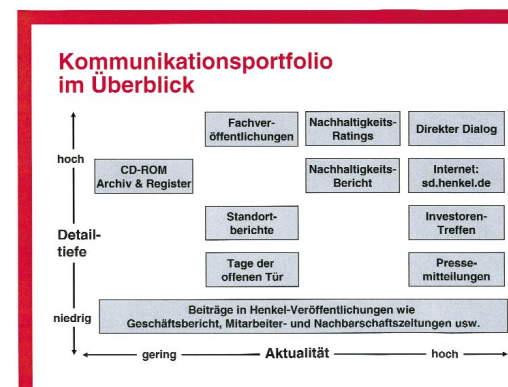 Kommunikationsportfolio
im Überblick
Fachver-
öffentlichungen
Nachhaltigkeits-
Ratings
Direkter Dialog
hoch
CD-ROM
Archiv & Register
Nachhaltigkeits-
Bericht
Internet:
sd.henkel.de
Detail-
tiefe
Standort-
berichte
Investoren-
Treffen
Tage der
offenen Tür
Presse-
mitteilungen
niedrig
Beiträge in Henkel-Veröffentlichungen wie
Geschäftsbericht, Mitarbeiter- und Nachbarschaftszeitungen usw.
gering
Aktualität
hoch